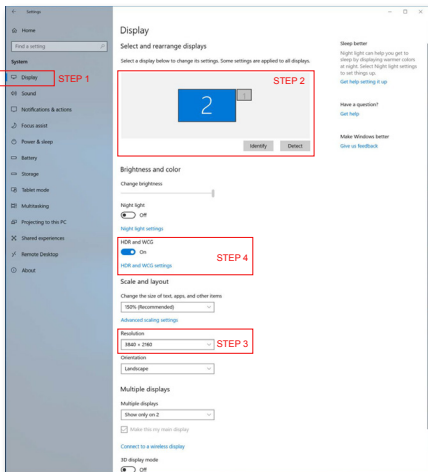 Settings
Home
Find a setting
System
Display
STEP 1
Sound
Notifications & actions
Focus assist
Power & sleep
Battery
Storage
Tablet mode
Multitasking
Projecting to this PC
Shared experiences
Remote Desktop
About
Display
Select and rearrange displays
Select a display below to change its settings. Some settings are applied to all displays.
STEP 2
2
1
Identify
Detect
Brightness and color
Change brightness
Night light
Off
Night light settings
HDR and WCG
On
STEP 4
HDR and WCG settings
Scale and layout
Change the size of text, apps, and other items
150% (Recommended)
Advanced scaling settings
Resolution
3840 × 2160
STEP 3
Orientation
Landscape
Multiple displays
Multiple displays
Show only on 2
Make this my main display
Connect to a wireless display
3D display mode
Off
Sleep better
Night light can help you get to
sleep by displaying warmer colors
at night. Select Night light settings
to set things up.
Get help setting it up
Have a question?
Get help
Make Windows better
Give us feedback